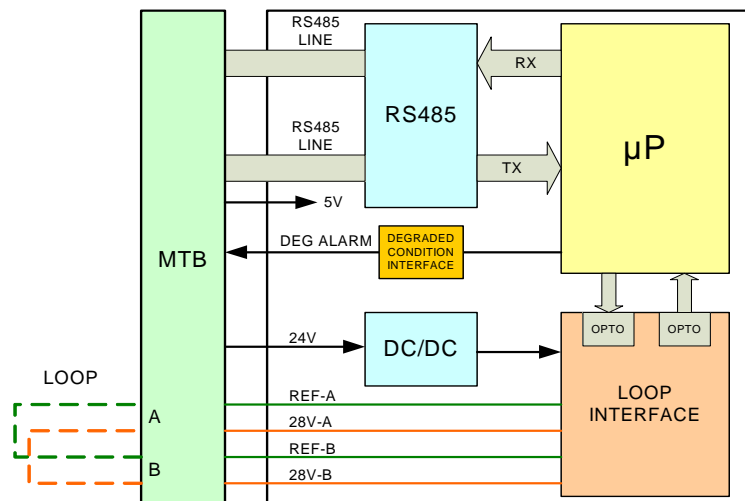 RS485
LINE
RX
RS485
µP
RS485
LINE
TX
5V
MTB
DEG ALARM
DEGRADED
CONDITION
INTERFACE
OPTO
OPTO
24V
DC/DC
LOOP
LOOP
INTERFACE
REF-A
A
28V-A
REF-B
B
28V-B